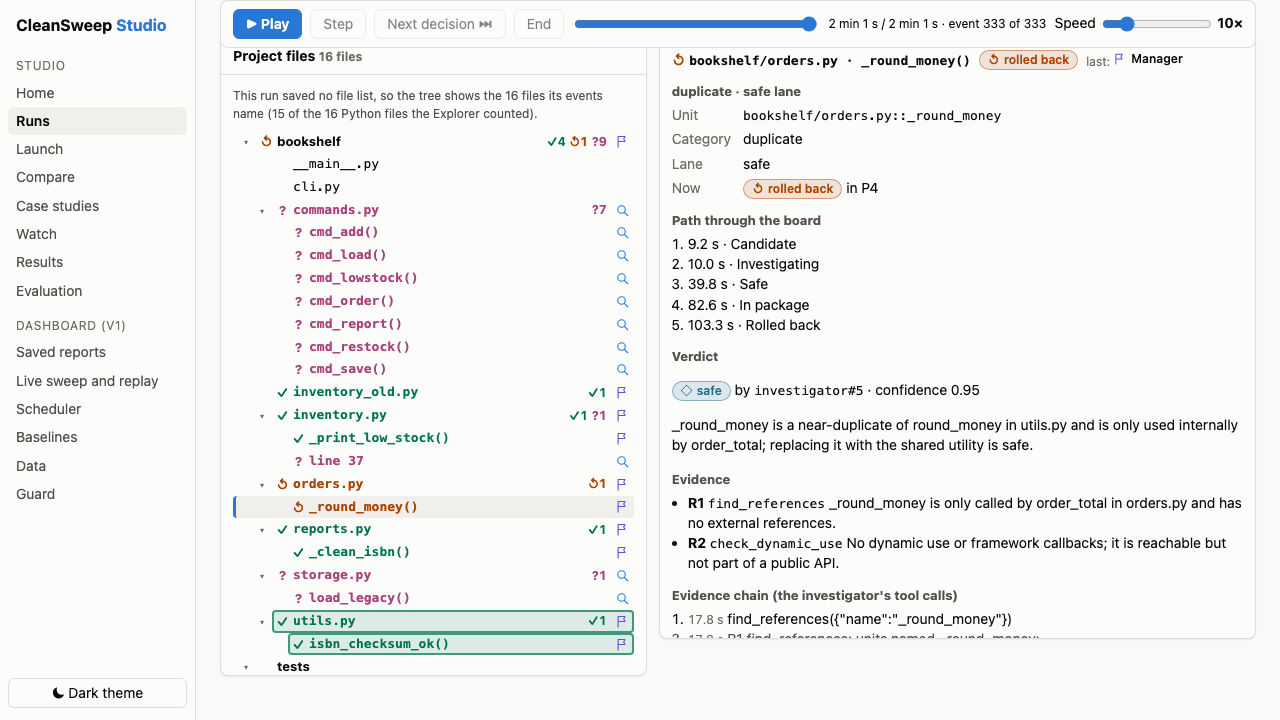 CleanSweep Studio
STUDIO
Home
Runs
Launch
Compare
Case studies
Watch
Results
Evaluation
DASHBOARD (V1)
Saved reports
Live sweep and replay
Scheduler
Baselines
Data
Guard
Dark theme
Play
Step
Next decision
End
2 min 1 s / 2 min 1 s · event 333 of 333
Speed
10×
Project files 16 files
This run saved no file list, so the tree shows the 16 files its events
name (15 of the 16 Python files the Explorer counted).
bookshelf ✓4 1 ?9
__main__.py
cli.py
? commands.py ?7
? cmd_add()
? cmd_load()
? cmd_lowstock()
? cmd_order()
? cmd_report()
? cmd_restock()
? cmd_save()
✓ inventory_old.py ✓1
✓ inventory.py ✓1 ?1
✓ _print_low_stock()
? line 37
orders.py 1
_round_money()
✓ reports.py ✓1
✓ _clean_isbn()
? storage.py ?1
? load_legacy()
✓ utils.py ✓1
✓ isbn_checksum_ok()
tests
bookshelf/orders.py · _round_money() rolled back last: Manager
duplicate · safe lane
Unit bookshelf/orders.py::_round_money
Category duplicate
Lane safe
Now rolled back in P4
Path through the board
1. 9.2 s · Candidate
2. 10.0 s · Investigating
3. 39.8 s · Safe
4. 82.6 s · In package
5. 103.3 s · Rolled back
Verdict
safe by investigator#5 · confidence 0.95
_round_money is a near-duplicate of round_money in utils.py and is only used internally
by order_total; replacing it with the shared utility is safe.
Evidence
• R1 find_references _round_money is only called by order_total in orders.py and has
no external references.
• R2 check_dynamic_use No dynamic use or framework callbacks; it is reachable but
not part of a public API.
Evidence chain (the investigator's tool calls)
1. 17.8 s find_references({"name":"_round_money"})
2. 17.8 s R1 find_references: units named _round_money: